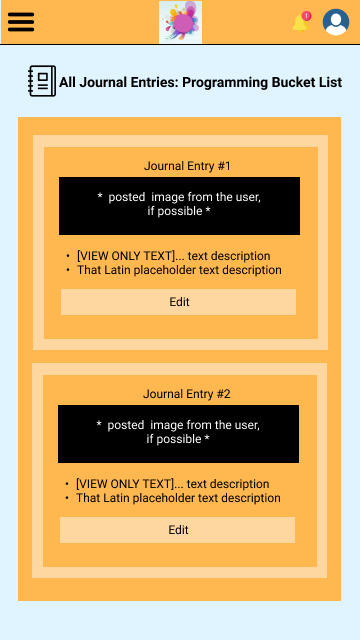 !
All Journal Entries: Programming Bucket List
Journal Entry #1
* posted image from the user,
if possible *
• [VIEW ONLY TEXT]... text description
• That Latin placeholder text description
Edit
Journal Entry #2
* posted image from the user,
if possible *
• [VIEW ONLY TEXT]... text description
• That Latin placeholder text description
Edit